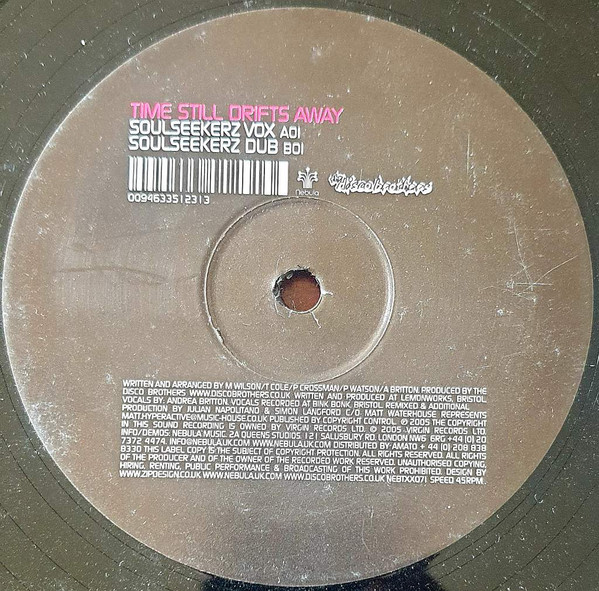 TIME STILL DRIFTS AWAY
SOULSEEKERZ VOX A01
SOULSEEKERZ DUB B01
Nebula
The Disco Brothers
0094633512313
WRITTEN AND ARRANGED BY M WILSON/T COLE/P CROSSMAN/P WATSON/A BRITTON. PRODUCED BY THE
DISCO BROTHERS WWW.DISCOBROTHERS.CO.UK. WRITTEN AND PRODUCED AT LEMONWORKS, BRISTOL.
VOCALS BY ANDREA BRITTON. VOCALS RECORDED AT BINK BONK, BRISTOL. REMIXED & ADDITIONAL
PRODUCTION BY JULIAN NAPOLITANO & SIMON LANGFORD C/O MATT WATERHOUSE REPRESENTS
MATT.HYPERACTIVE@MUSIC-HOUSE.CO.UK PUBLISHED BY COPYRIGHT CONTROL. ℗ 2005 THE COPYRIGHT
IN THIS SOUND RECORDING IS OWNED BY VIRGIN RECORDS LTD. © 2005 VIRGIN RECORDS LTD.
INFO/DEMOS: NEBULA MUSIC. 2A QUEENS STUDIOS. 121 SALUSBURY RD. LONDON NW6 6RG +44 (0) 20
7372 4474. INFO@NEBULAUK.COM WWW.NEBULAUK.COM DISTRIBUTED BY AMATO + 44 (0) 208 838
8330 THIS LABEL COPY IS THE SUBJECT OF COPYRIGHT PROTECTION. ALL RIGHTS RESERVED. ALL RIGHTS
OF THE PRODUCER AND OF THE OWNER OF THE RECORDED WORK RESERVED. UNAUTHORISED COPYING,
HIRING, RENTING, PUBLIC PERFORMANCE & BROADCASTING OF THIS WORK PROHIBITED. DESIGN BY
WWW.ZIPDESIGN.CO.UK WWW.NEBULAUK.COM WWW.DISCOBROTHERS.CO.UK NEBTXX071 SPEED 45RPM.